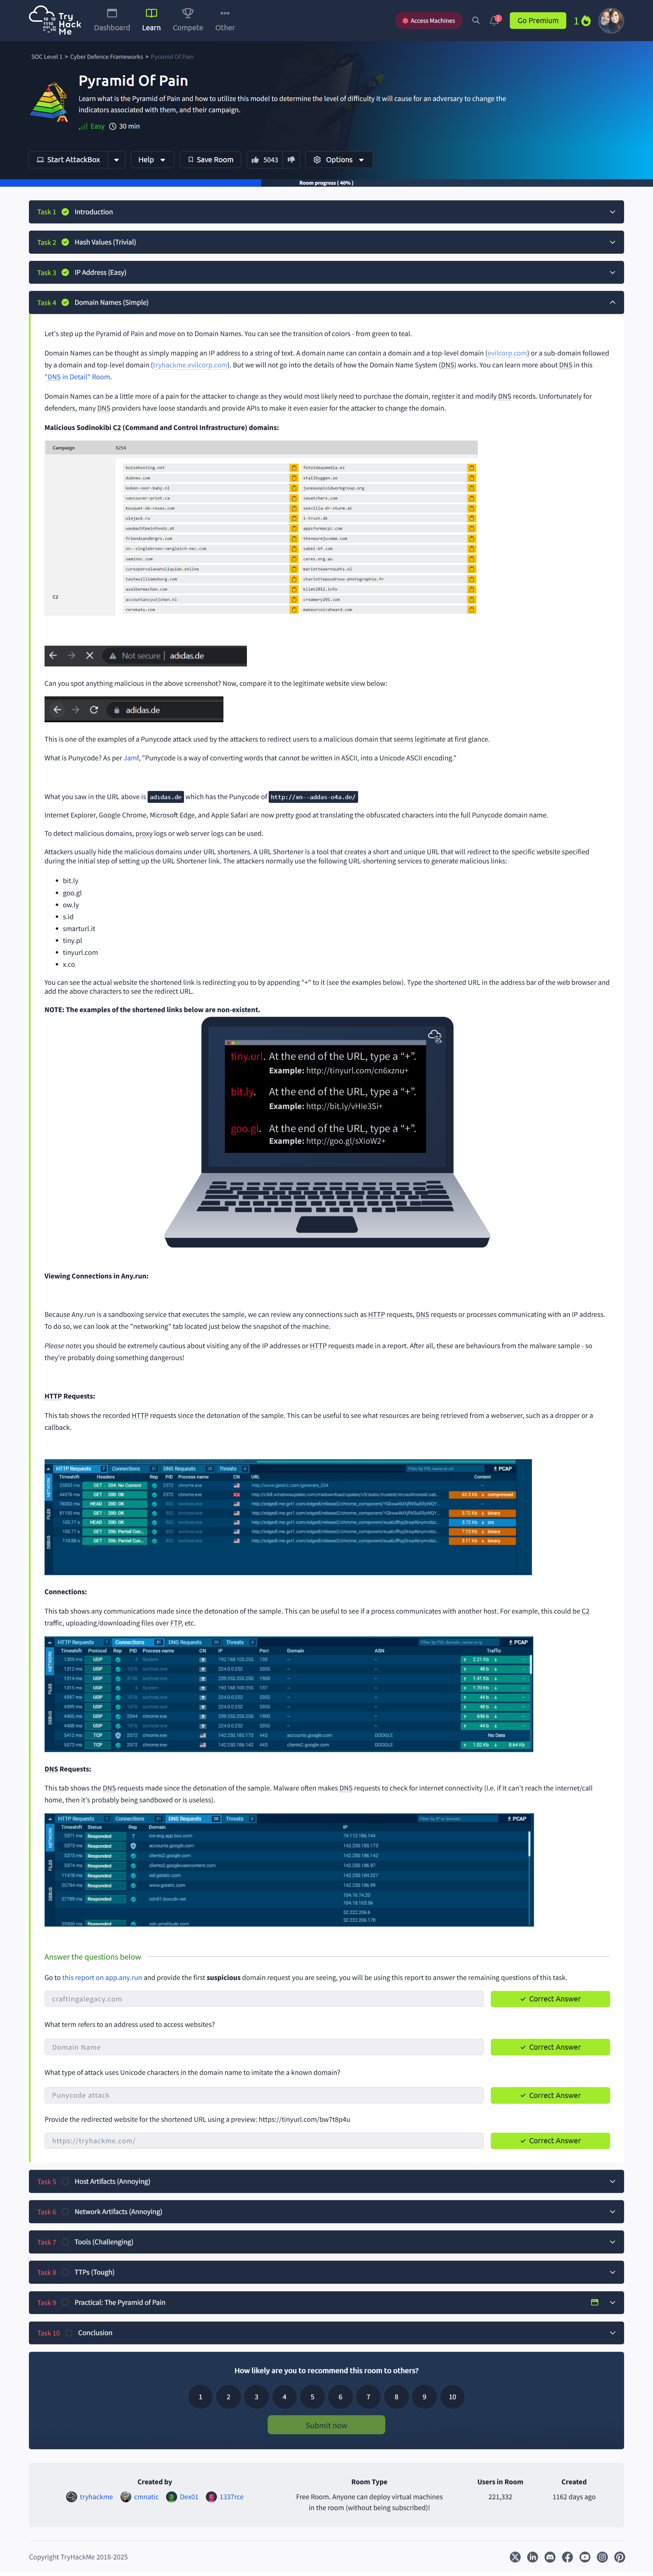 Try Hack Me
Dashboard
Learn
Compete
Other
Access Machines
Go Premium
1
SOC Level 1 > Cyber Defence Frameworks > Pyramid Of Pain
Pyramid Of Pain
Learn what is the Pyramid of Pain and how to utilize this model to determine the level of difficulty it will cause for an adversary to change the
indicators associated with them, and their campaign.
Easy 30 min
Start AttackBox
Help
Save Room
5043
Options
Room progress ( 40% )
Task 1 Introduction
Task 2 Hash Values (Trivial)
Task 3 IP Address (Easy)
Task 4 Domain Names (Simple)
Let's step up the Pyramid of Pain and move on to Domain Names. You can see the transition of colors - from green to teal.
Domain Names can be thought as simply mapping an IP address to a string of text. A domain name can contain a domain and a top-level domain (evilcorp.com) or a sub-domain followed
by a domain and top-level domain (tryhackme.evilcorp.com). But we will not go into the details of how the Domain Name System (DNS) works. You can learn more about DNS in this
"DNS in Detail" Room.
Domain Names can be a little more of a pain for the attacker to change as they would most likely need to purchase the domain, register it and modify DNS records. Unfortunately for
defenders, many DNS providers have loose standards and provide APIs to make it even easier for the attacker to change the domain.
Malicious Sodinokibi C2 (Command and Control Infrastructure) domains:
Campaign 8254
boisehosting.net fotoideaymedia.es
dubnew.com stallbyggen.se
koken-voor-baby.nl juneauopioidworkgroup.org
vancouver-print.ca zewatchers.com
bouquet-de-roses.com seevilla-dr-sturm.at
olejack.ru i-trust.dk
wasmachtmeinfonds.at appsformacpc.com
friendsandbrgrs.com thenewrejuveme.com
xn--singlebrsen-vergleich-nec.com sabel-bf.com
seminoc.com ceres.org.au
cursoporcelanatoliquido.online marietteaernoudts.nl
tastewilliamsburg.com charlottepoudroux-photographie.fr
aselbermachen.com klimt2012.info
accountancywijchen.nl creamery201.com
C2
rerekatu.com makeurvoiceheard.com
Not secure | adıdas.de
Can you spot anything malicious in the above screenshot? Now, compare it to the legitimate website view below:
adidas.de
This is one of the examples of a Punycode attack used by the attackers to redirect users to a malicious domain that seems legitimate at first glance.
What is Punycode? As per Jamf, "Punycode is a way of converting words that cannot be written in ASCII, into a Unicode ASCII encoding."
What you saw in the URL above is adıdas.de which has the Punycode of http://xn--addas-o4a.de/
Internet Explorer, Google Chrome, Microsoft Edge, and Apple Safari are now pretty good at translating the obfuscated characters into the full Punycode domain name.
To detect malicious domains, proxy logs or web server logs can be used.
Attackers usually hide the malicious domains under URL shorteners. A URL Shortener is a tool that creates a short and unique URL that will redirect to the specific website specified
during the initial step of setting up the URL Shortener link. The attackers normally use the following URL-shortening services to generate malicious links:
bit.ly
goo.gl
ow.ly
s.id
smarturl.it
tiny.pl
tinyurl.com
x.co
You can see the actual website the shortened link is redirecting you to by appending "+" to it (see the examples below). Type the shortened URL in the address bar of the web browser and
add the above characters to see the redirect URL.
NOTE: The examples of the shortened links below are non-existent.
tiny.url. At the end of the URL, type a “+”.
Example: http://tinyurl.com/cn6xznu+
bit.ly. At the end of the URL, type a “+”.
Example: http://bit.ly/vHIe3Si+
goo.gl. At the end of the URL, type a “+”.
Example: http://goo.gl/sXIoW2+
Viewing Connections in Any.run:
Because Any.run is a sandboxing service that executes the sample, we can review any connections such as HTTP requests, DNS requests or processes communicating with an IP address.
To do so, we can look at the "networking" tab located just below the snapshot of the machine.
Please note: you should be extremely cautious about visiting any of the IP addresses or HTTP requests made in a report. After all, these are behaviours from the malware sample - so
they're probably doing something dangerous!
HTTP Requests:
This tab shows the recorded HTTP requests since the detonation of the sample. This can be useful to see what resources are being retrieved from a webserver, such as a dropper or a
callback.
HTTP Requests Connections DNS Requests Threats PCAP
Timeshift Headers Rep PID Process name CN URL Content
Connections:
This tab shows any communications made since the detonation of the sample. This can be useful to see if a process communicates with another host. For example, this could be C2
traffic, uploading/downloading files over FTP, etc.
HTTP Requests Connections DNS Requests Threats PCAP
Timeshift Protocol Rep PID Process name CN IP Port Domain ASN Traffic
DNS Requests:
This tab shows the DNS requests made since the detonation of the sample. Malware often makes DNS requests to check for internet connectivity (I.e. if It can't reach the internet/call
home, then it's probably being sandboxed or is useless).
HTTP Requests Connections DNS Requests Threats PCAP
Timeshift Status Rep Domain IP
Answer the questions below
Go to this report on app.any.run and provide the first suspicious domain request you are seeing, you will be using this report to answer the remaining questions of this task.
craftingalegacy.com
Correct Answer
What term refers to an address used to access websites?
Domain Name
Correct Answer
What type of attack uses Unicode characters in the domain name to imitate the a known domain?
Punycode attack
Correct Answer
Provide the redirected website for the shortened URL using a preview: https://tinyurl.com/bw7t8p4u
https://tryhackme.com/
Correct Answer
Task 5 Host Artifacts (Annoying)
Task 6 Network Artifacts (Annoying)
Task 7 Tools (Challenging)
Task 8 TTPs (Tough)
Task 9 Practical: The Pyramid of Pain
Task 10 Conclusion
How likely are you to recommend this room to others?
1 2 3 4 5 6 7 8 9 10
Submit now
Created by Room Type Users in Room Created
tryhackme cmnatic Dex01 1337rce Free Room. Anyone can deploy virtual machines 221,332 1162 days ago
in the room (without being subscribed)!
Copyright TryHackMe 2018-2025